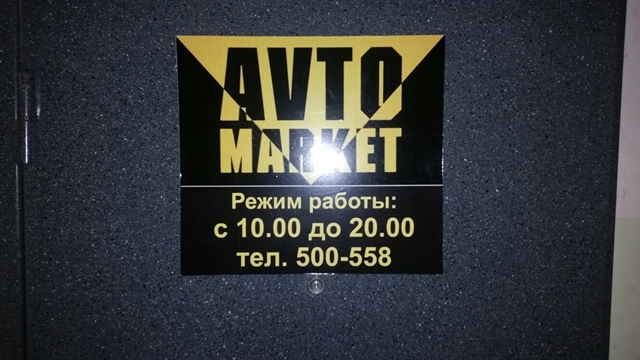 AVTO
MARKET
Режим работы:
с 10.00 до 20.00
тел. 500-558